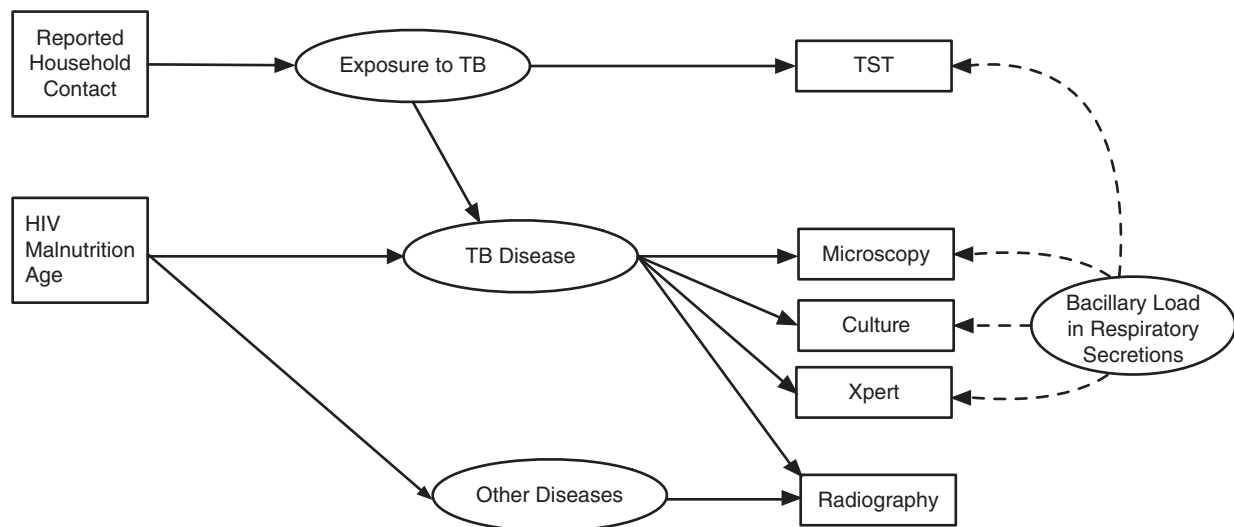 Reported
Household
Contact
Exposure to TB
TST
HIV
Malnutrition
Age
TB Disease
Microscopy
Culture
Xpert
Bacillary Load
in Respiratory
Secretions
Other Diseases
Radiography